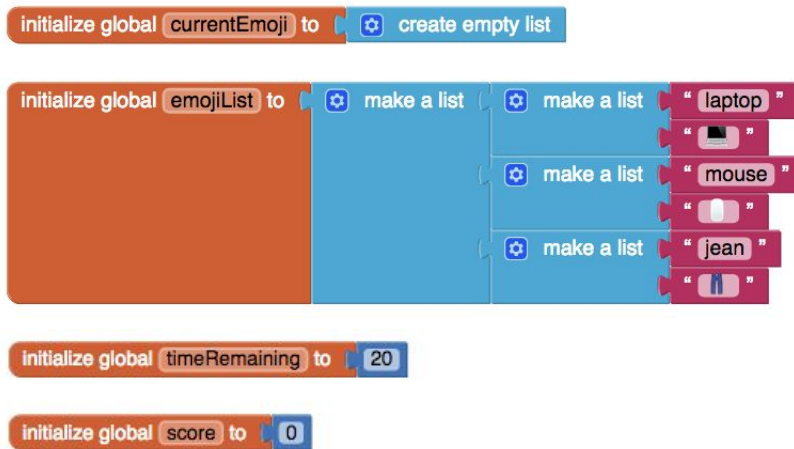 initialize global currentEmoji to create empty list
initialize global emojiList to make a list make a list " laptop "
" 💻 "
make a list " mouse "
" "
make a list " jean "
" 👖 "
initialize global timeRemaining to 20
initialize global score to 0